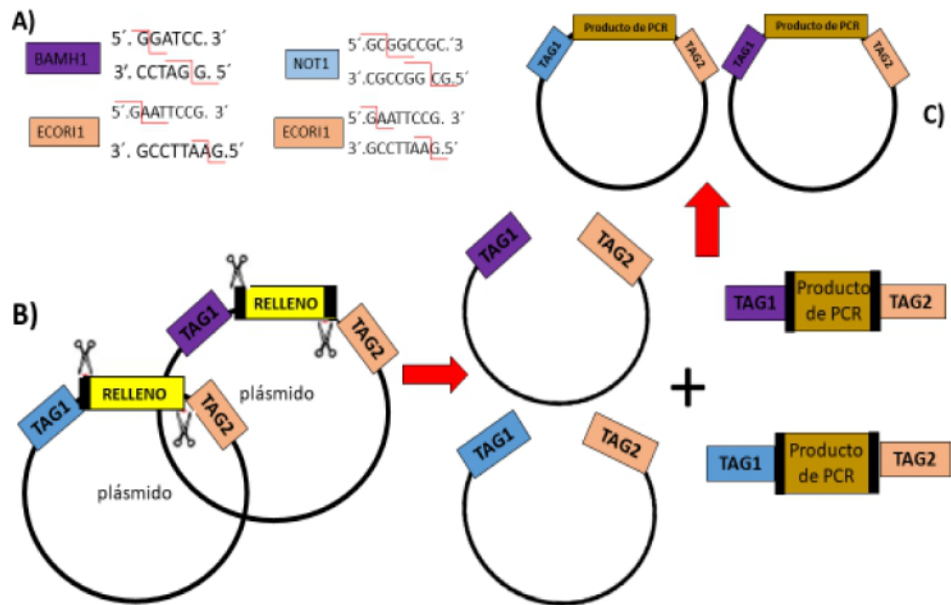 A)
BAMH1
5´. GGATCC. 3´
3'. CCTAG G. 5´
NOT1
5´.GCGGCCGC.'3
3´.CGCCGG CG.5´
ECORI1
5´.GAATTCCG. 3´
3´. GCCTTAAG.5´
ECORI1
5´.GAATTCCG. 3´
3´. GCCTTAAG.5´
TAG1
Producto de PCR
TAG2
TAG1
Producto de PCR
TAG2
C)
B)
TAG1
RELLENO
TAG2
plásmido
TAG1
RELLENO
TAG2
plásmido
TAG1
TAG2
TAG1
TAG2
+
TAG1
Producto
de PCR
TAG2
TAG1
Producto
de PCR
TAG2